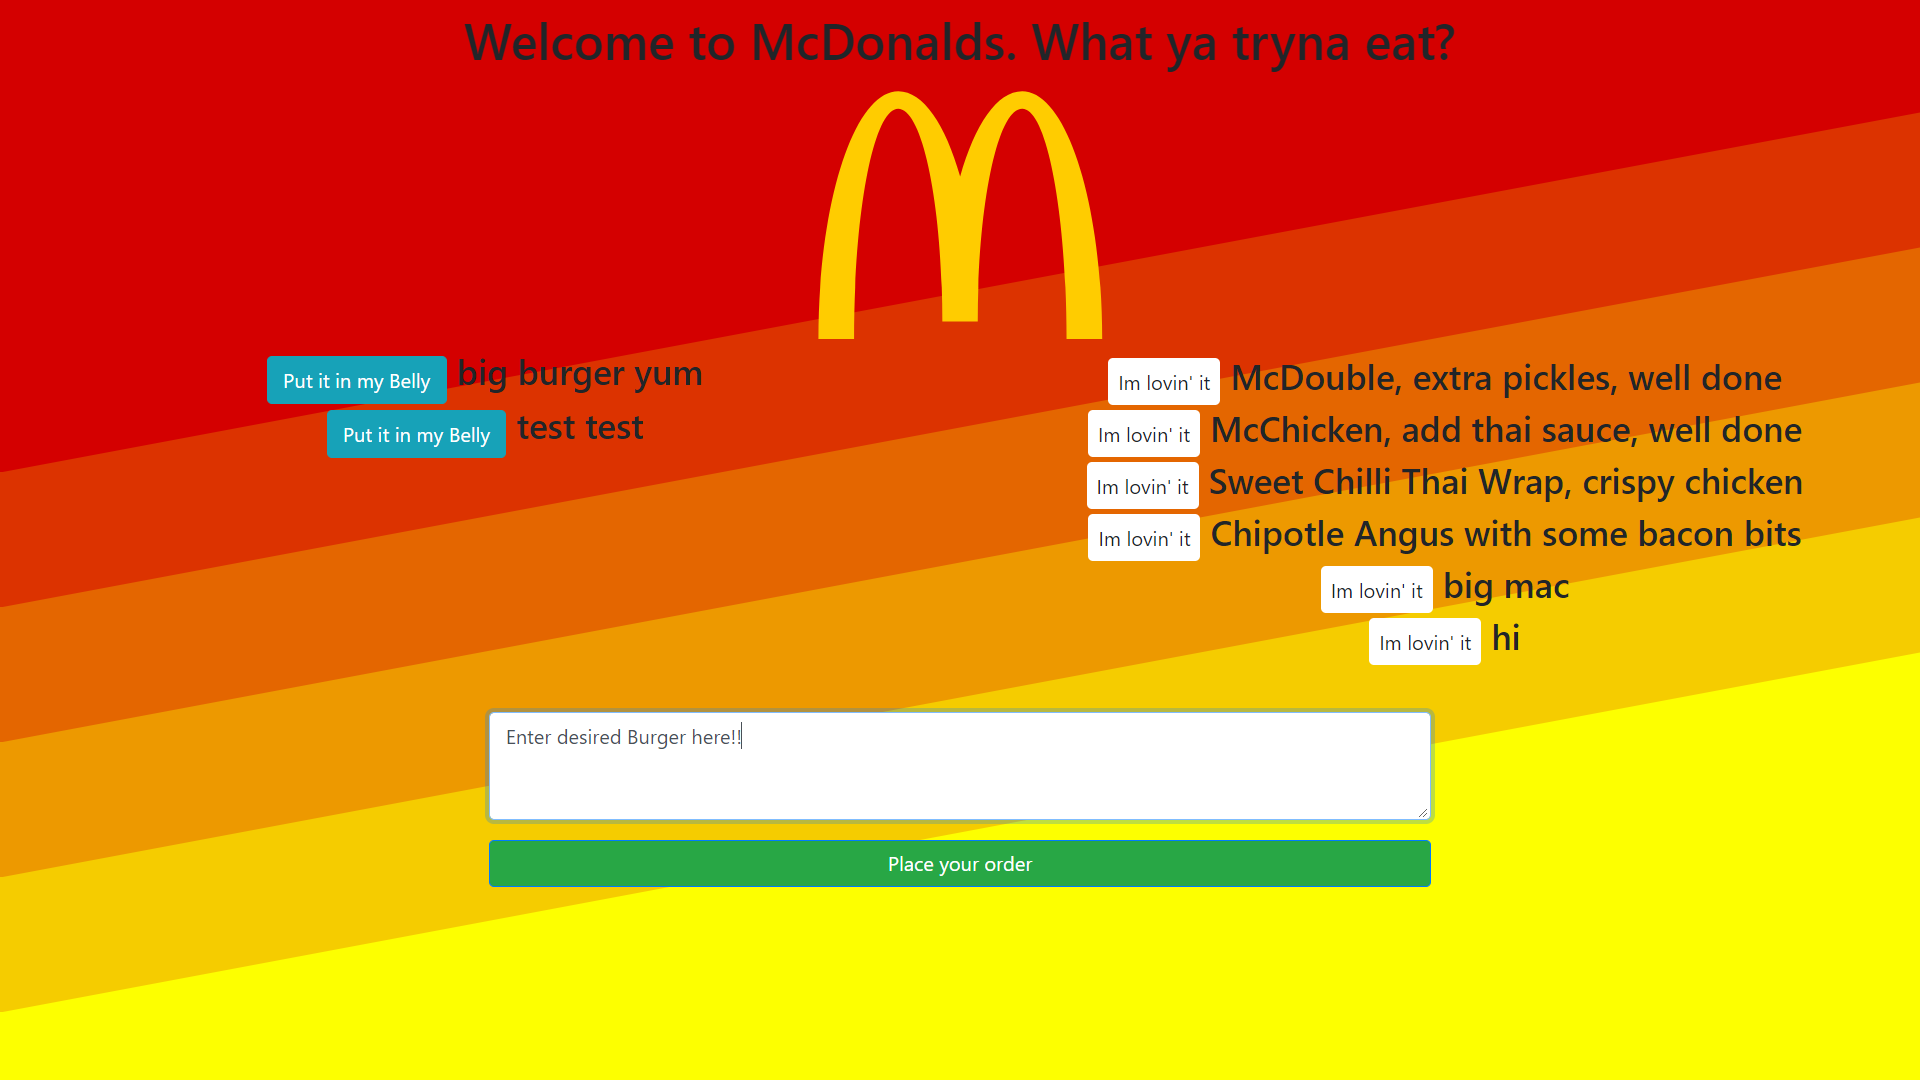 Welcome to McDonalds. What ya tryna eat?
Put it in my Belly big burger yum
Put it in my Belly test test
Im lovin' it McDouble, extra pickles, well done
Im lovin' it McChicken, add thai sauce, well done
Im lovin' it Sweet Chilli Thai Wrap, crispy chicken
Im lovin' it Chipotle Angus with some bacon bits
Im lovin' it big mac
Im lovin' it hi
Enter desired Burger here!!
Place your order